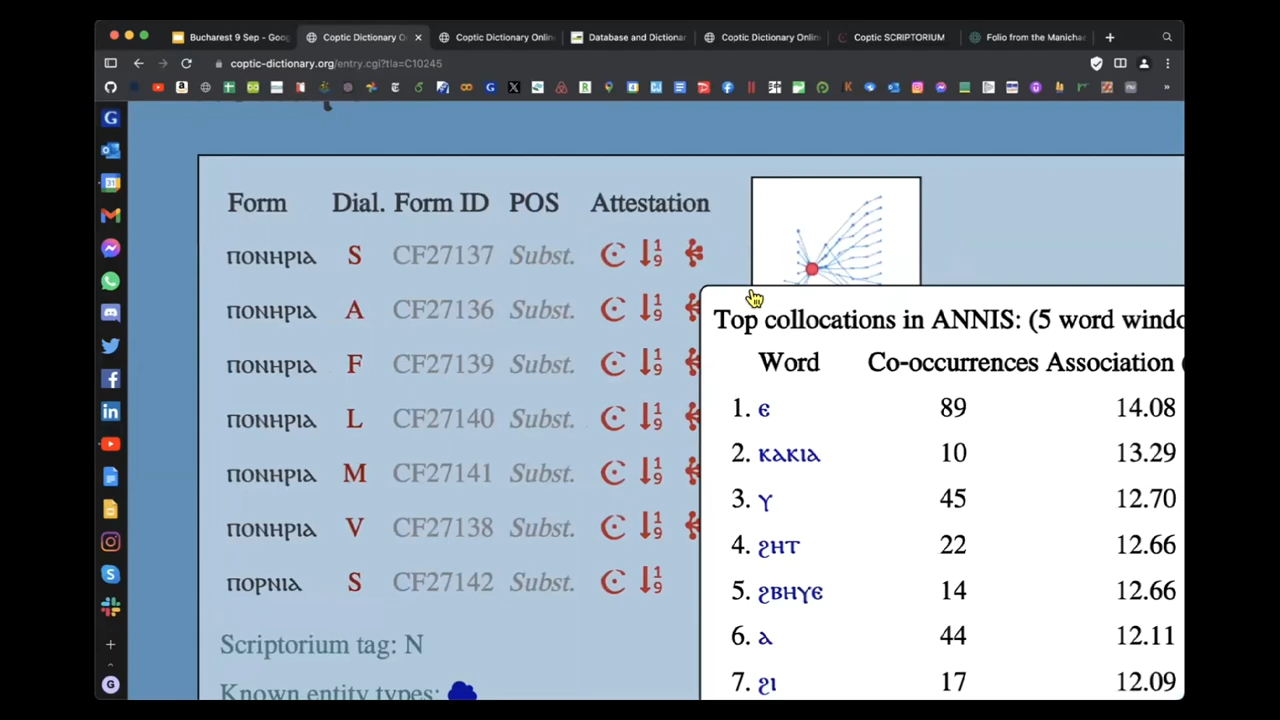 Bucharest 9 Sep - Goog
Coptic Dictionary O
Coptic Dictionary Onlin
Database and Dictionar
Coptic Dictionary Onlin
Coptic SCRIPTORIUM
Folio from the Manichae
coptic-dictionary.org/entry.cgi?tla=C10245
Form Dial. Form ID POS Attestation
ⲡⲟⲛⲏⲣⲓⲁ S CF27137 Subst.
ⲡⲟⲛⲏⲣⲓⲁ A CF27136 Subst.
ⲡⲟⲛⲏⲣⲓⲁ F CF27139 Subst.
ⲡⲟⲛⲏⲣⲓⲁ L CF27140 Subst.
ⲡⲟⲛⲏⲣⲓⲁ M CF27141 Subst.
ⲡⲟⲛⲏⲣⲓⲁ V CF27138 Subst.
ⲡⲟⲣⲛⲓⲁ S CF27142 Subst.
Scriptorium tag: N
Known entity types:
Top collocations in ANNIS: (5 word windo
Word Co-occurrences Association (
1. ⲉ 89 14.08
2. ⲕⲁⲕⲓⲁ 10 13.29
3. ⲩ 45 12.70
4. ϩⲏⲧ 22 12.66
5. ϩⲃⲏⲩⲉ 14 12.66
6. ⲁ 44 12.11
7. ϩⲓ 17 12.09